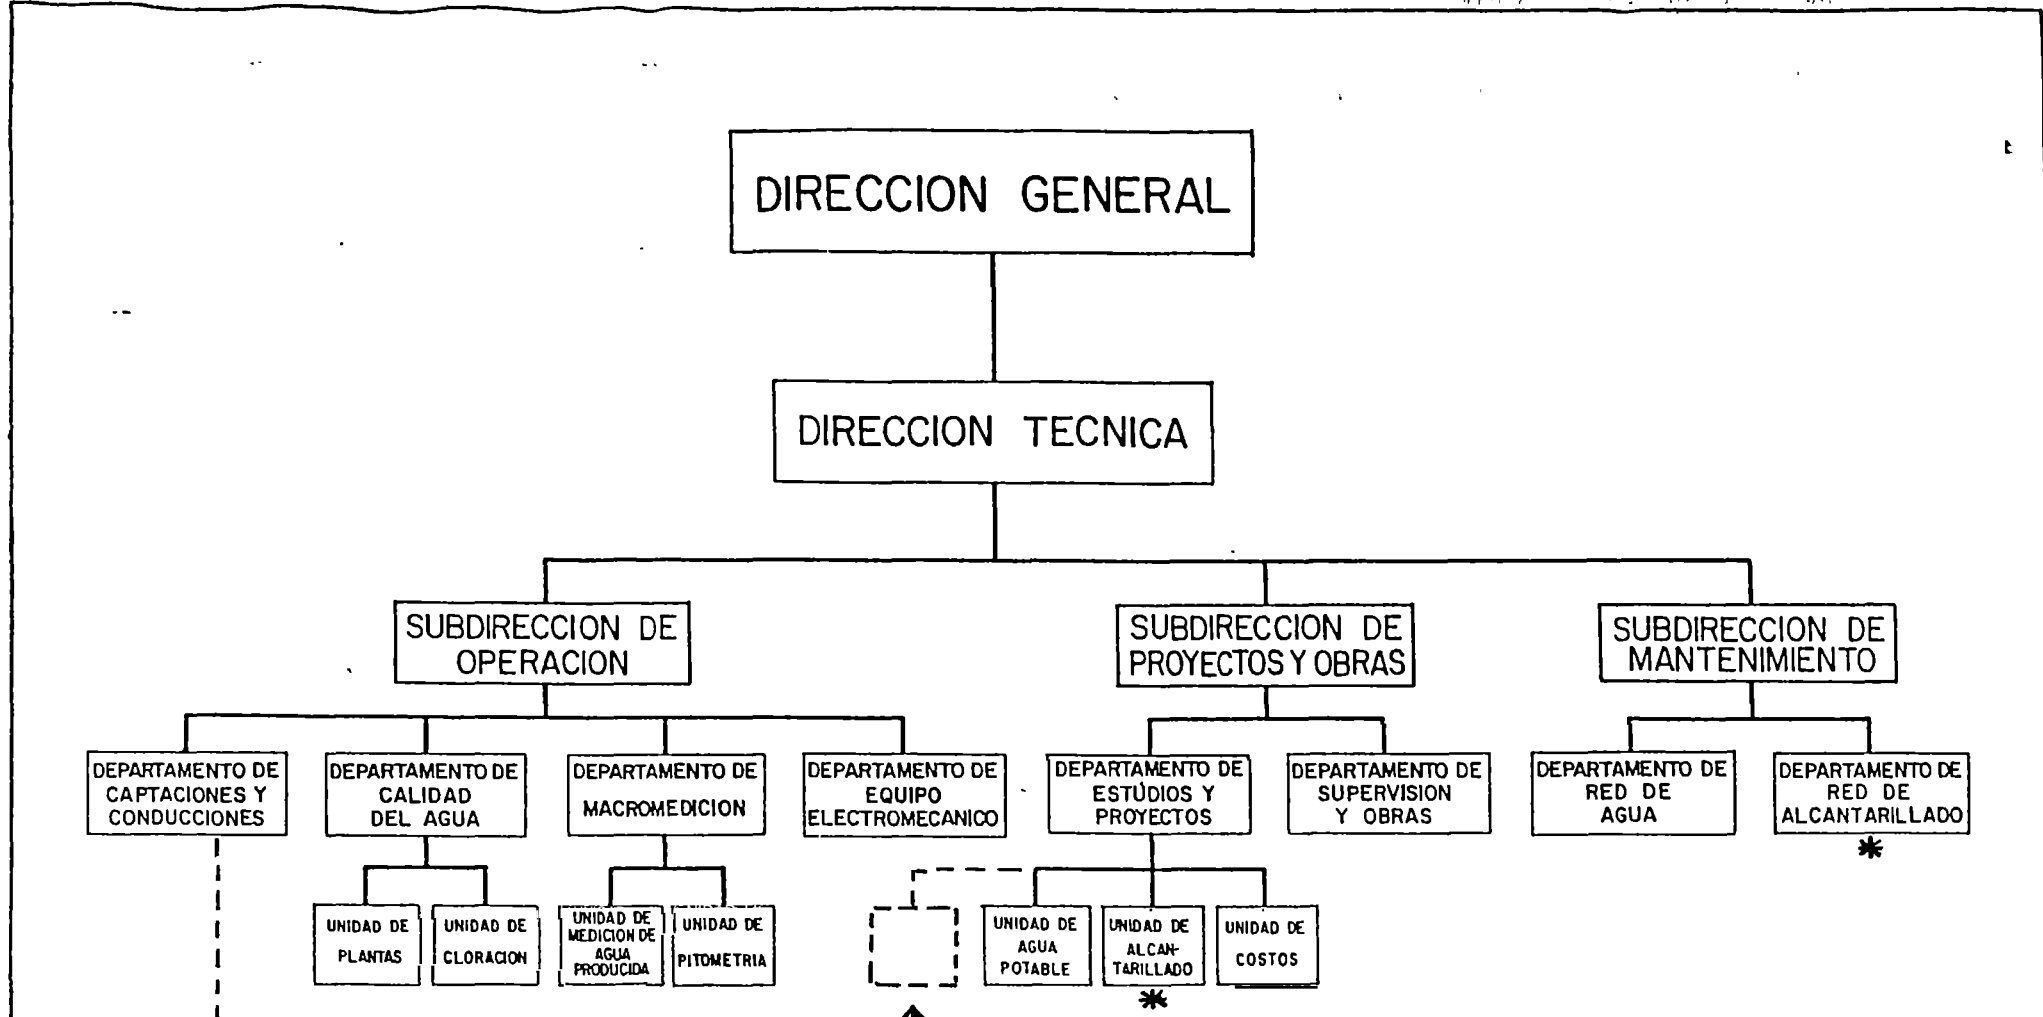 DIRECCION GENERAL
DIRECCION TECNICA
SUBDIRECCION DE
OPERACION
SUBDIRECCION DE
PROYECTOS Y OBRAS
SUBDIRECCION DE
MANTENIMIENTO
DEPARTAMENTO DE
CAPTACIONES Y
CONDUCCIONES
DEPARTAMENTO DE
CALIDAD
DEL AGUA
DEPARTAMENTO DE
MACROMEDICION
DEPARTAMENTO DE
EQUIPO
ELECTROMECANICO
DEPARTAMENTO DE
ESTÚDIOS Y
PROYECTOS
DEPARTAMENTO DE
SUPERVISION
Y OBRAS
DEPARTAMENTO DE
RED DE
AGUA
DEPARTAMENTO DE
RED DE
ALCANTARILLADO
*
UNIDAD DE
PLANTAS
UNIDAD DE
CLORACION
UNIDAD DE
MEDICION DE
AGUA
PRODUCIDA
UNIDAD DE
PITOMETRIA
UNIDAD DE
AGUA
POTABLE
UNIDAD DE
ALCAN-
TARILLADO
*
UNIDAD DE
COSTOS